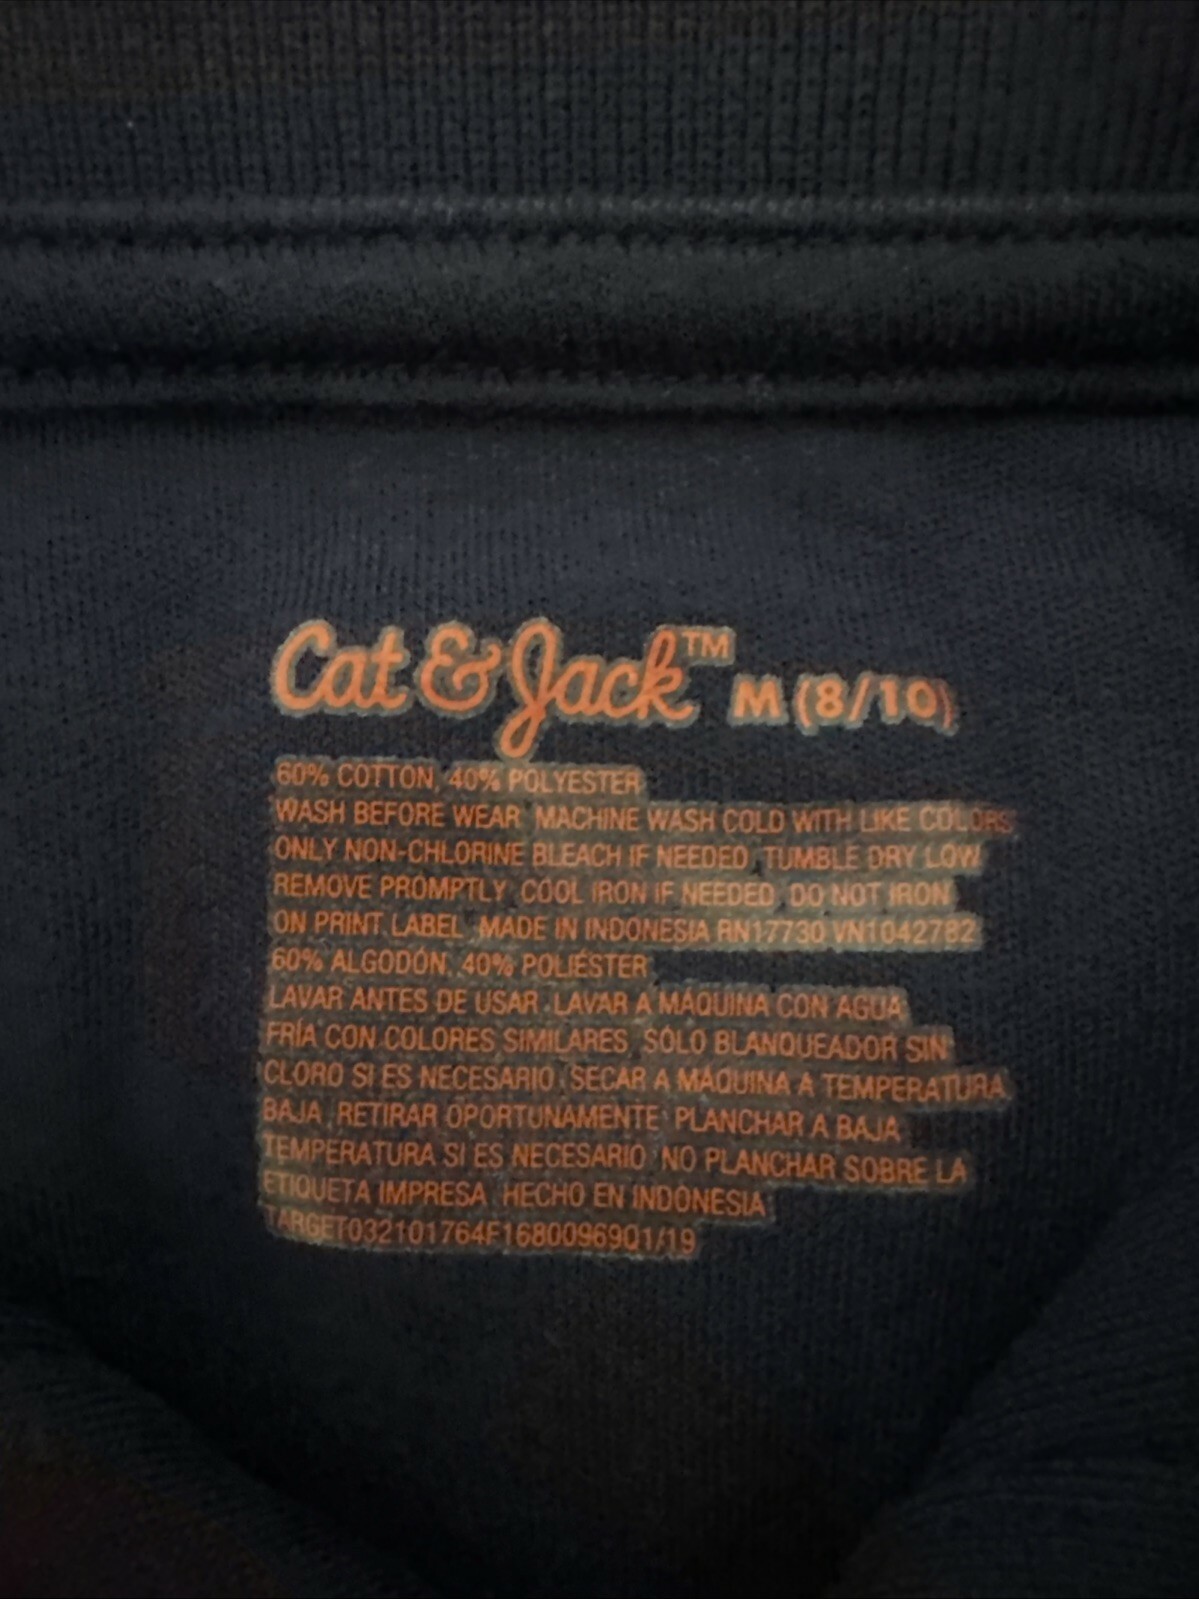 Cat & Jack™ M (8/10)
60% COTTON, 40% POLYESTER
WASH BEFORE WEAR MACHINE WASH COLD WITH LIKE COLORS
ONLY NON-CHLORINE BLEACH IF NEEDED TUMBLE DRY LOW
REMOVE PROMPTLY COOL IRON IF NEEDED DO NOT IRON
ON PRINT LABEL MADE IN INDONESIA RN17730 VN1042782
60% ALGODÓN, 40% POLIÉSTER
LAVAR ANTES DE USAR LAVAR A MÁQUINA CON AGUA
FRÍA CON COLORES SIMILARES SÓLO BLANQUEADOR SIN
CLORO SI ES NECESARIO SECAR A MÁQUINA A TEMPERATURA
BAJA RETIRAR OPORTUNAMENTE PLANCHAR A BAJA
TEMPERATURA SI ES NECESARIO NO PLANCHAR SOBRE LA
ETIQUETA IMPRESA HECHO EN INDONESIA
TARGET032101764F1680096901/19